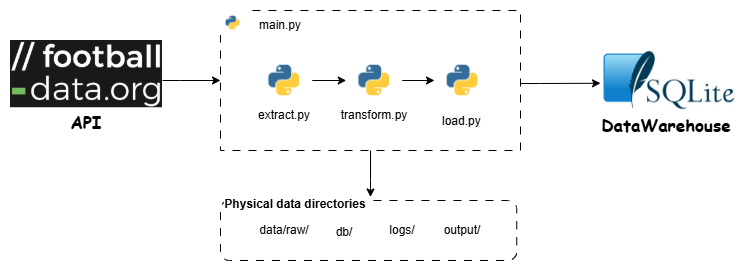 main.py
// football
-data.org
API
extract.py
transform.py
load.py
SQLite
DataWarehouse
Physical data directories
data/raw/
db/
logs/
output/